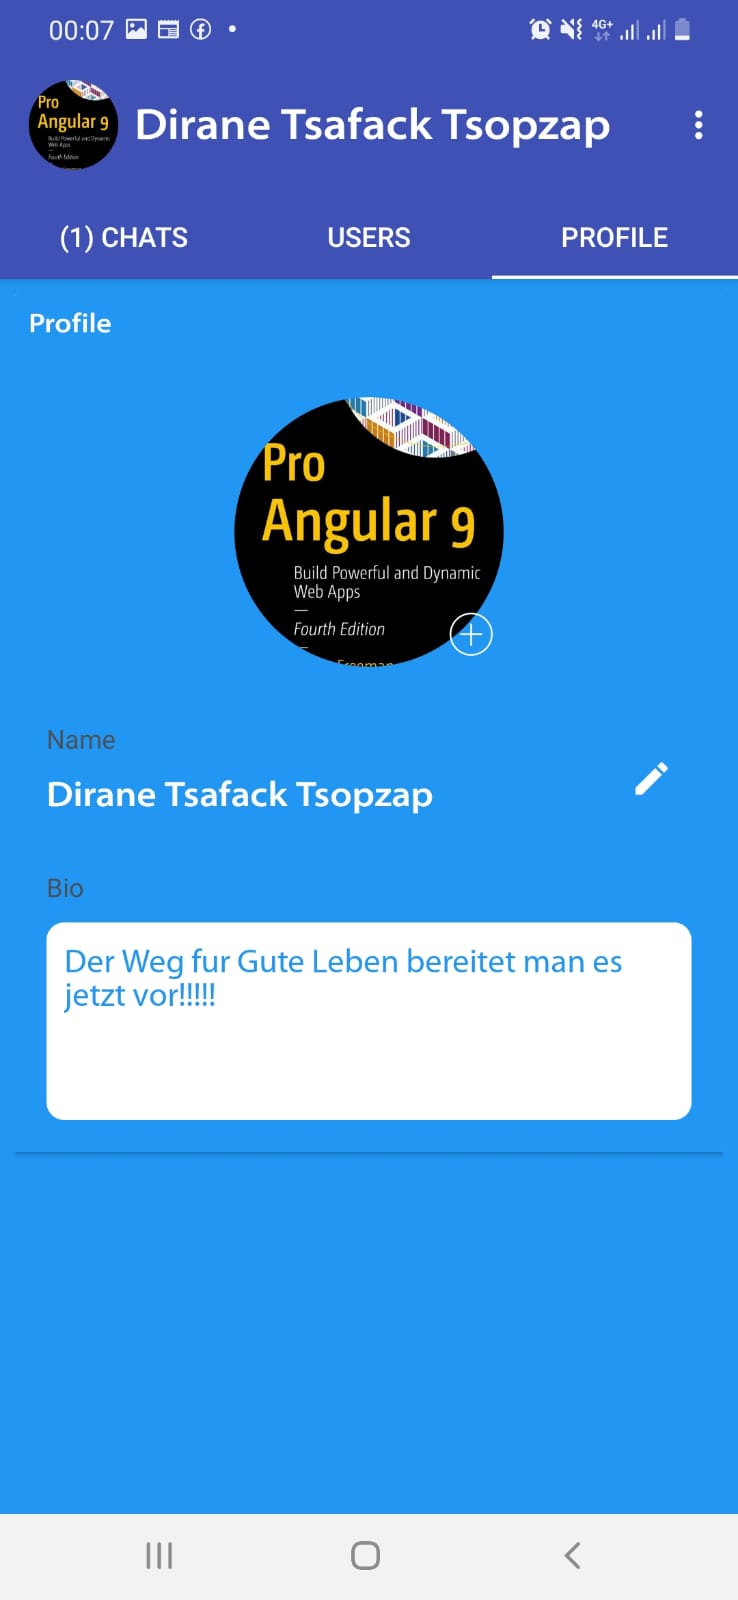 00:07
4G+
Pro
Angular 9
Build Powerful and Dynamic
Web Apps
Fourth Edition
Dirane Tsafack Tsopzap
(1) CHATS
USERS
PROFILE
Profile
Pro
Angular 9
Build Powerful and Dynamic
Web Apps
Fourth Edition
Freeman
Name
Dirane Tsafack Tsopzap
Bio
Der Weg fur Gute Leben bereitet man es
jetzt vor!!!!!